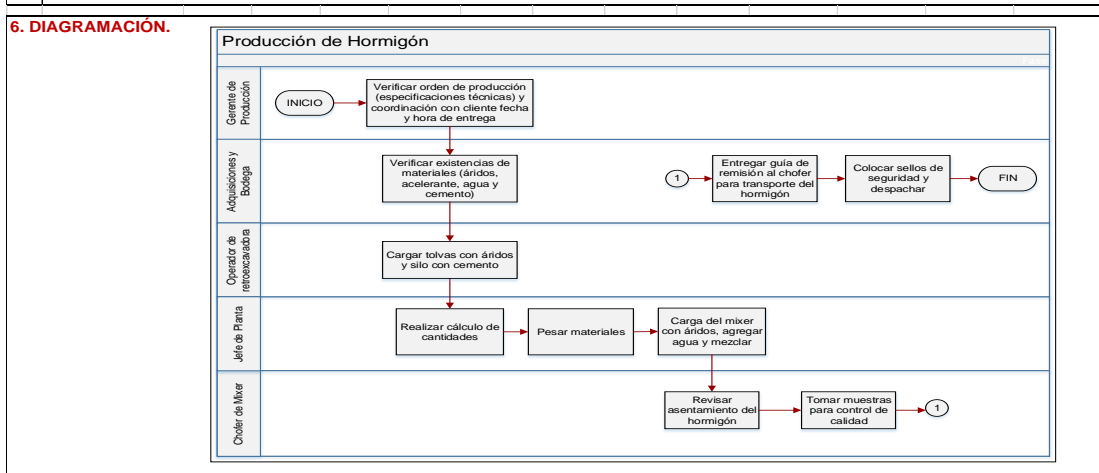 6. DIAGRAMACIÓN.
Producción de Hormigón
Gerente de
Producción
INICIO
Verificar orden de producción
(especificaciones técnicas) y
coordinación con cliente fecha
y hora de entrega
Adquisiciones y
Bodega
Verificar existencias de
materiales (áridos,
acelerante, agua y
cemento)
1
Entregar guía de
remisión al chofer
para transporte del
hormigón
Colocar sellos de
seguridad y
despachar
FIN
Operador de
retroexcavadora
Cargar tolvas con áridos
y silo con cemento
Jefe de Planta
Realizar cálculo de
cantidades
Pesar materiales
Carga del mixer
con áridos, agregar
agua y mezclar
Chofer de Mixer
Revisar
asentamiento del
hormigón
Tomar muestras
para control de
calidad
1